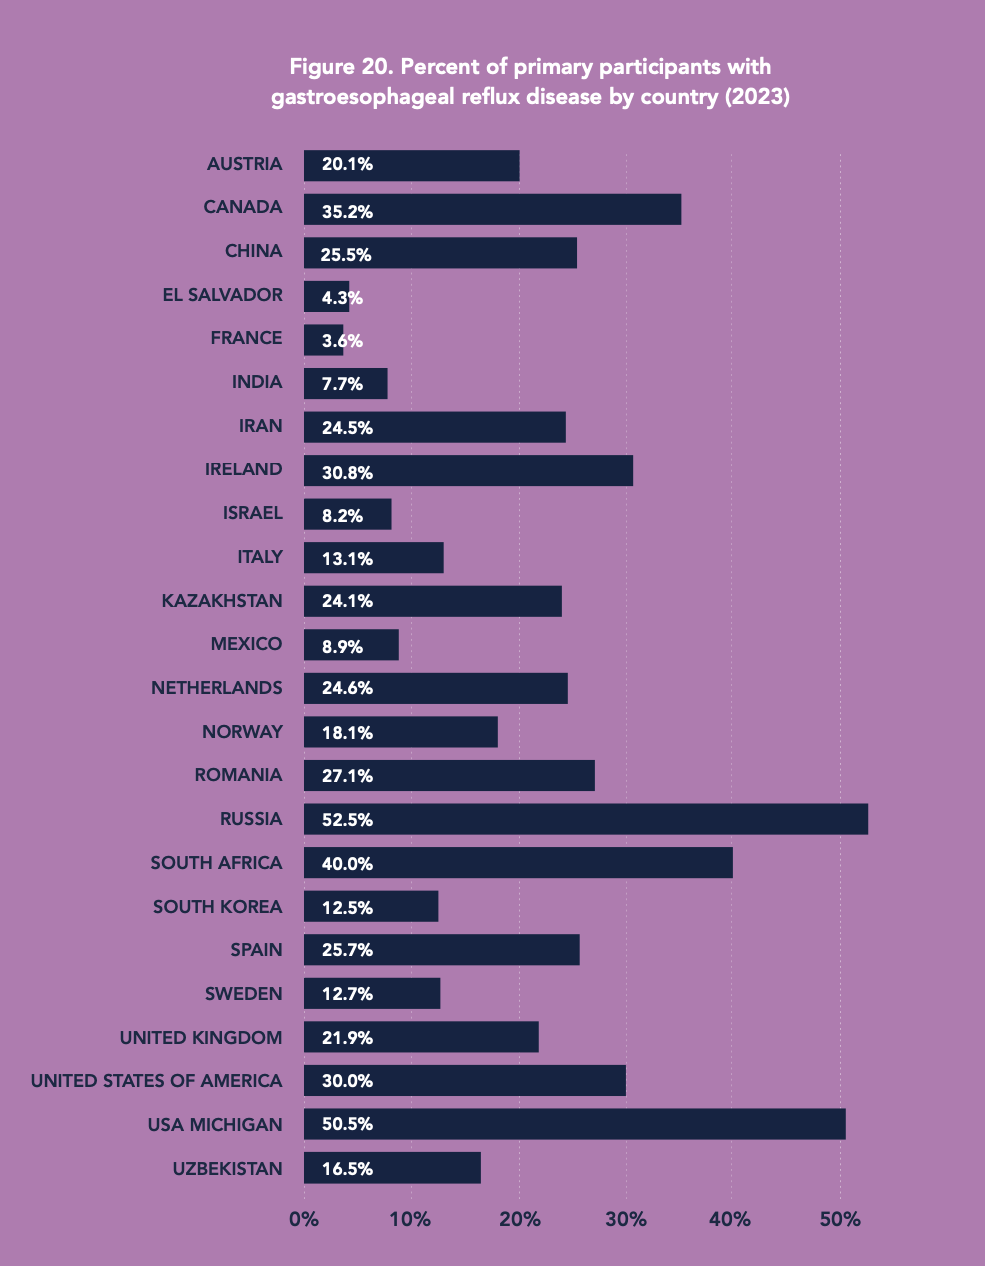 Figure 20. Percent of primary participants with
gastroesophageal reflux disease by country (2023)
AUSTRIA 20.1%
CANADA 35.2%
CHINA 25.5%
EL SALVADOR 4.3%
FRANCE 3.6%
INDIA 7.7%
IRAN 24.5%
IRELAND 30.8%
ISRAEL 8.2%
ITALY 13.1%
KAZAKHSTAN 24.1%
MEXICO 8.9%
NETHERLANDS 24.6%
NORWAY 18.1%
ROMANIA 27.1%
RUSSIA 52.5%
SOUTH AFRICA 40.0%
SOUTH KOREA 12.5%
SPAIN 25.7%
SWEDEN 12.7%
UNITED KINGDOM 21.9%
UNITED STATES OF AMERICA 30.0%
USA MICHIGAN 50.5%
UZBEKISTAN 16.5%
0% 10% 20% 30% 40% 50%